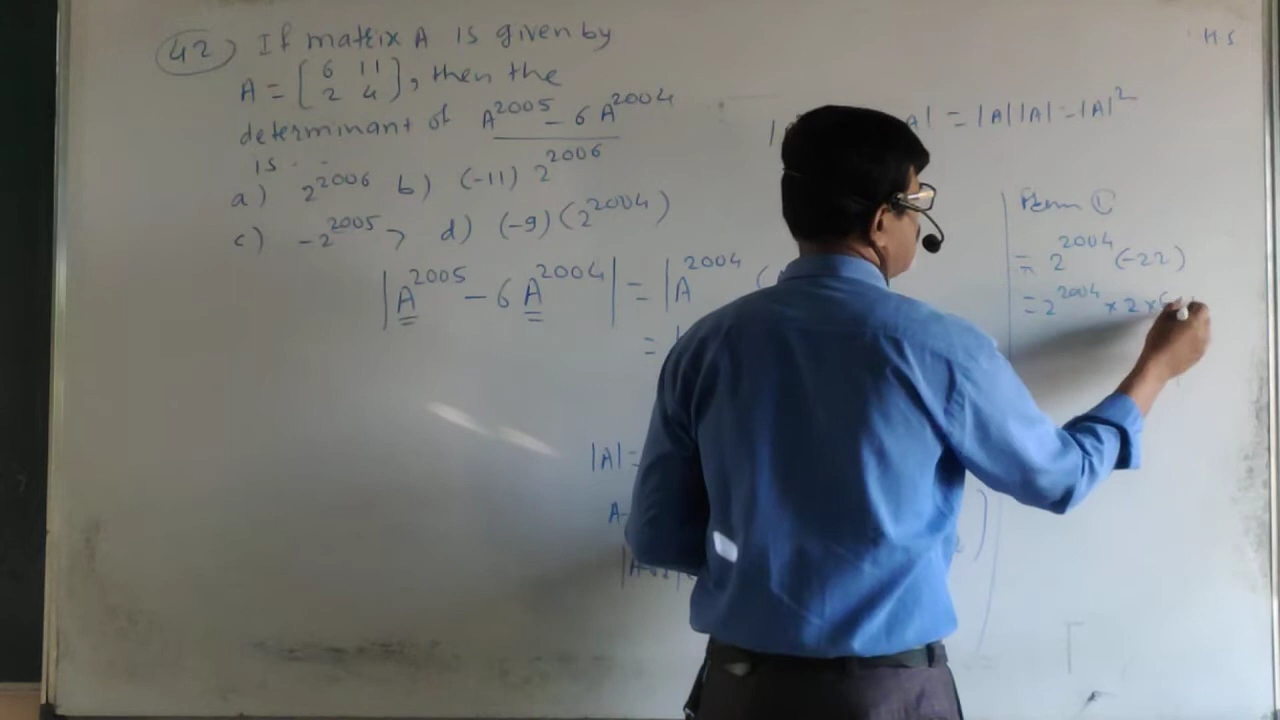 42) If matrix A is given by
A = [ 6 11
2 4 ], then the
determinant of A^2005 - 6 A^2004
is
a) 2^2006 b) (-11) 2^2006
c) -2^2005, d) (-9)(2^2004)
|A^2005 - 6 A^2004| = |A^2004 (
=
|A| =
A-
A| = |A||A| = |A|^2
From ①
= 2^2004 (-22)
= 2^2004 × 2 × (
H S